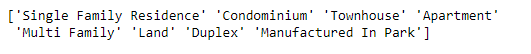 ['Single Family Residence' 'Condominium' 'Townhouse' 'Apartment'
'Multi Family' 'Land' 'Duplex' 'Manufactured In Park']